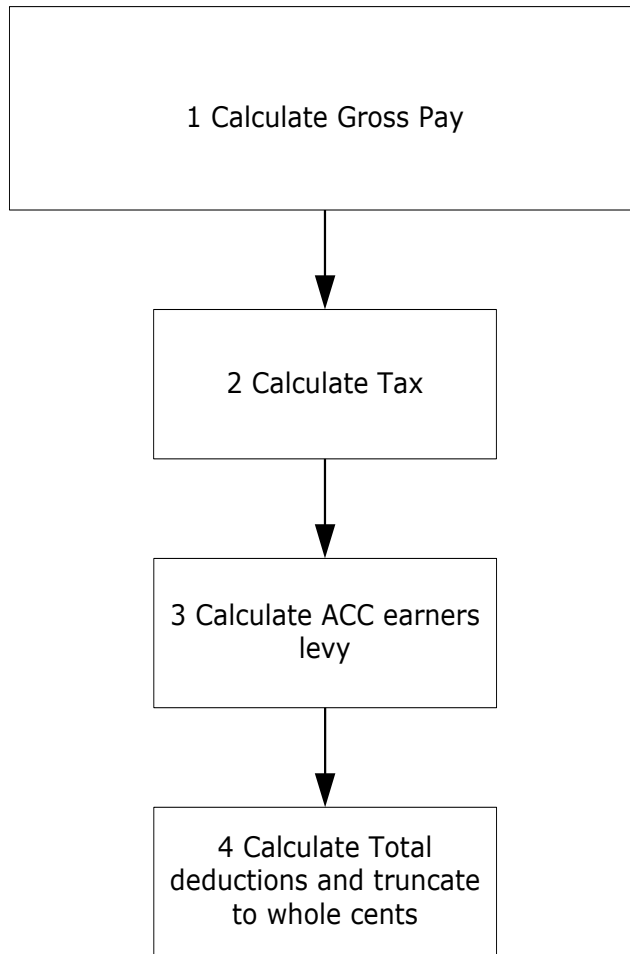 1 Calculate Gross Pay
2 Calculate Tax
3 Calculate ACC earners
levy
4 Calculate Total
deductions and truncate
to whole cents